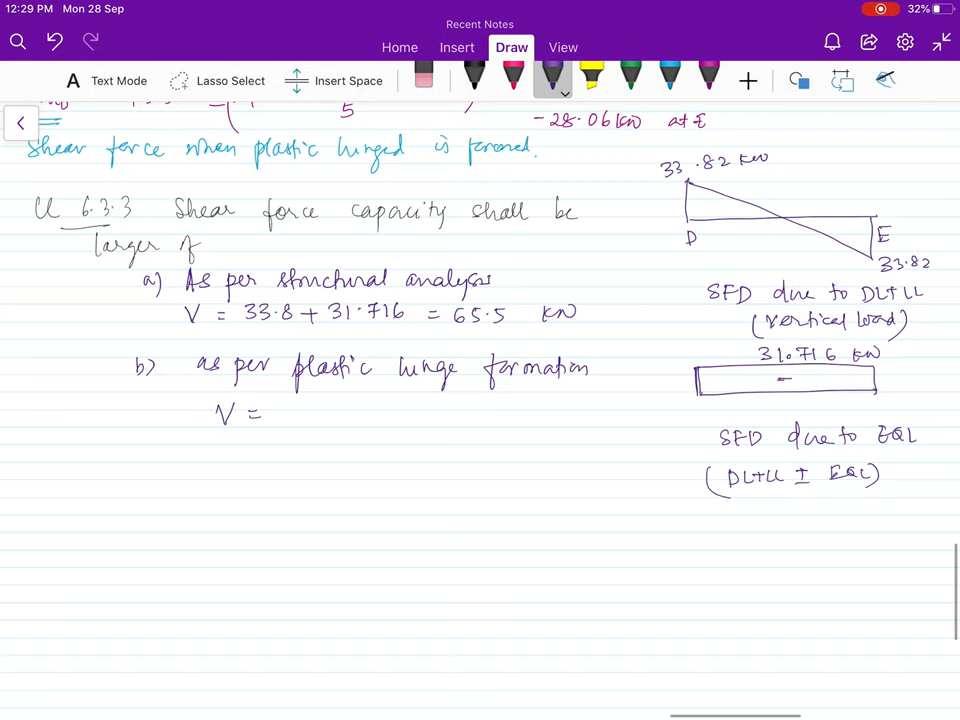 12:29 PM Mon 28 Sep
32%
Recent Notes
Home Insert Draw View
Text Mode Lasso Select Insert Space
5
-28.06 KN at E
Shear force when plastic hinged is formed.
33.82 KN
Cl 6.3.3 Shear force capacity shall be
larger of
D E
33.82
a) As per structural analysis
V = 33.8 + 31.716 = 65.5 KN
SFD due to DL+LL
(vertical load)
31.716 KN
-
b) as per plastic hinge formation
V =
SFD due to EQL
(DL+LL ± EQL)